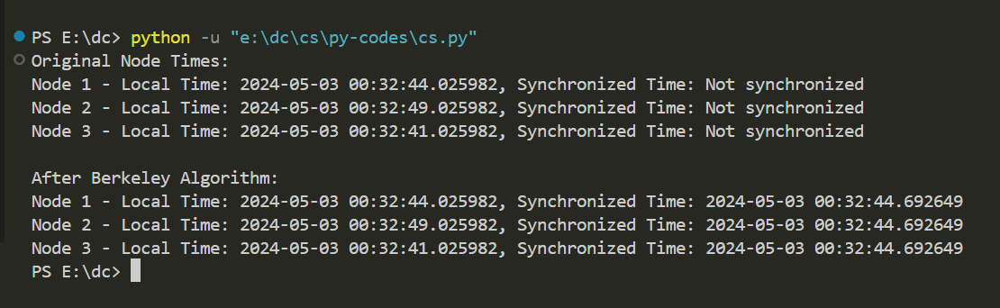 PS E:\dc> python -u "e:\dc\cs\py-codes\cs.py"
Original Node Times:
Node 1 - Local Time: 2024-05-03 00:32:44.025982, Synchronized Time: Not synchronized
Node 2 - Local Time: 2024-05-03 00:32:49.025982, Synchronized Time: Not synchronized
Node 3 - Local Time: 2024-05-03 00:32:41.025982, Synchronized Time: Not synchronized
After Berkeley Algorithm:
Node 1 - Local Time: 2024-05-03 00:32:44.025982, Synchronized Time: 2024-05-03 00:32:44.692649
Node 2 - Local Time: 2024-05-03 00:32:49.025982, Synchronized Time: 2024-05-03 00:32:44.692649
Node 3 - Local Time: 2024-05-03 00:32:41.025982, Synchronized Time: 2024-05-03 00:32:44.692649
PS E:\dc>